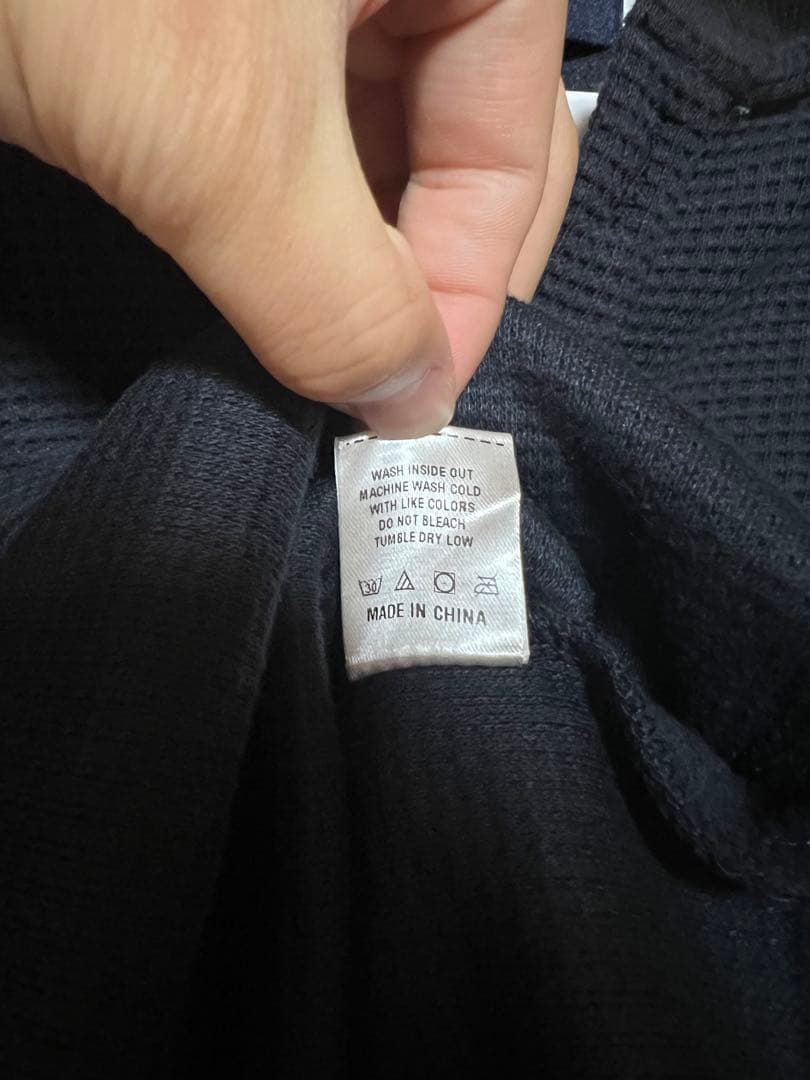 WASH INSIDE OUT
MACHINE WASH COLD
WITH LIKE COLORS
DO NOT BLEACH
TUMBLE DRY LOW
30
MADE IN CHINA